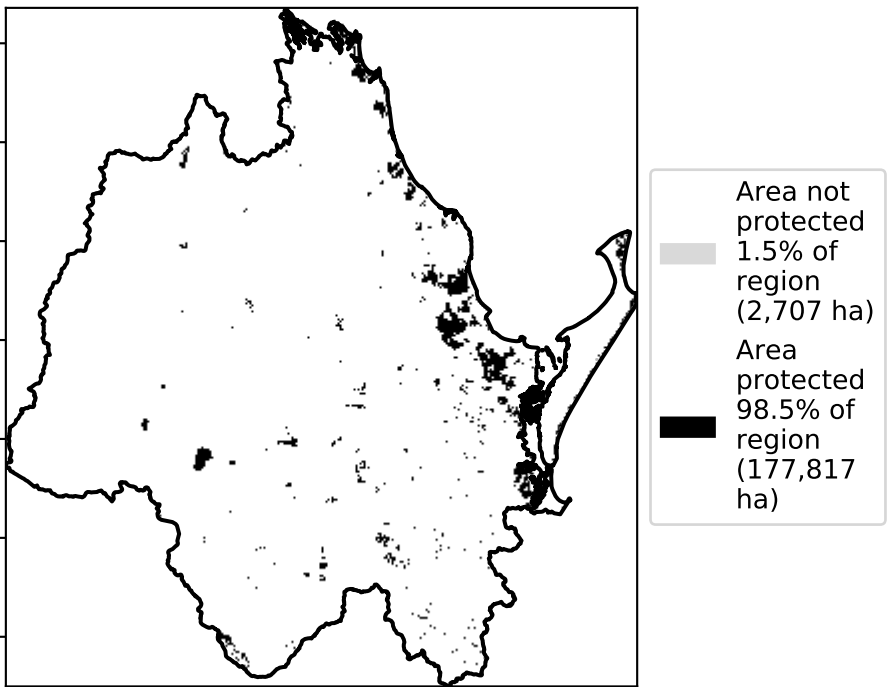 Area not
protected
1.5% of
region
(2,707 ha)
Area
protected
98.5% of
region
(177,817
ha)